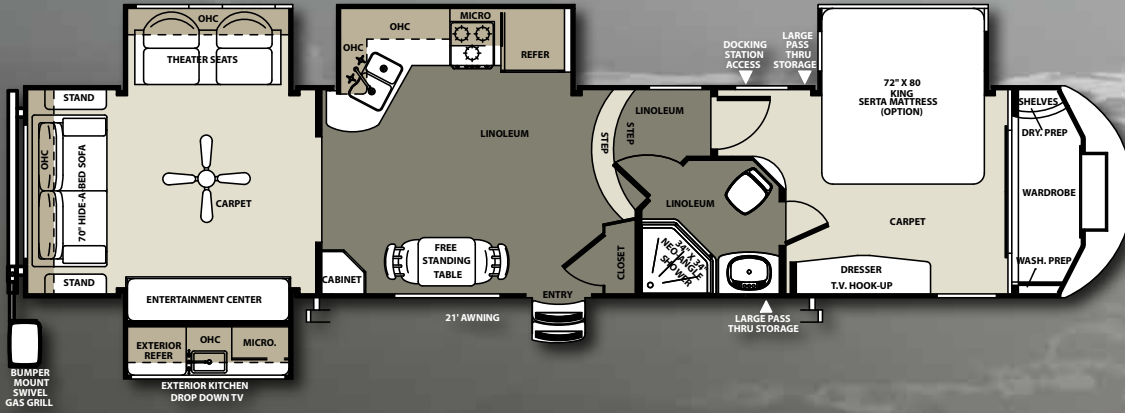 OHC
THEATER SEATS
STAND
OHC
70" HIDE-A-BED SOFA
STAND
CARPET
ENTERTAINMENT CENTER
EXTERIOR
REFER
OHC
MICRO.
EXTERIOR KITCHEN
DROP DOWN TV
BUMPER
MOUNT
SWIVEL
GAS GRILL
OHC
OHC
MICRO
REFER
LINOLEUM
CABINET
FREE
STANDING
TABLE
21' AWNING
ENTRY
CLOSET
STEP
STEP
LINOLEUM
LINOLEUM
34" X 34"
NEO-ANGLE
SHOWER
DOCKING
STATION
ACCESS
LARGE
PASS
THRU
STORAGE
72" X 80
KING
SERTA MATTRESS
(OPTION)
CARPET
DRESSER
T.V. HOOK-UP
LARGE PASS
THRU STORAGE
SHELVES
DRY. PREP
WARDROBE
WASH. PREP